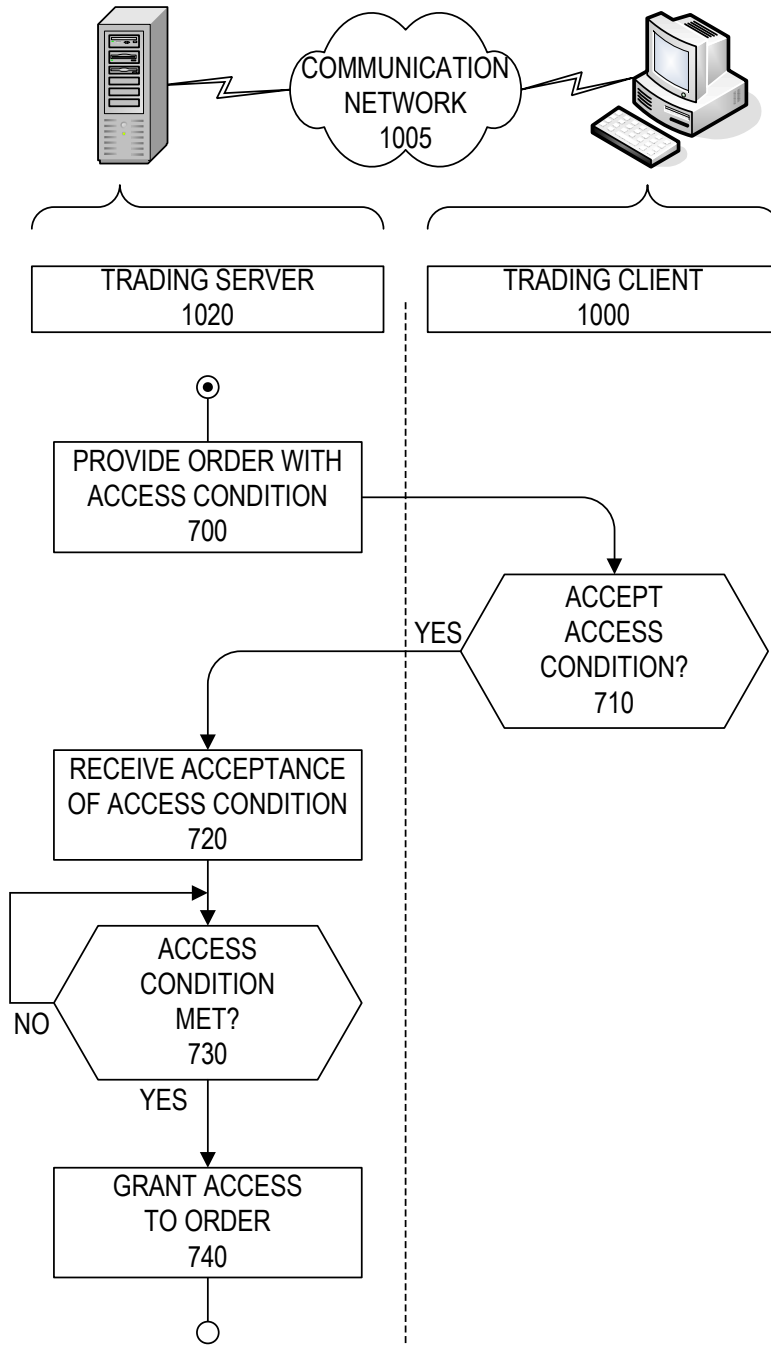 COMMUNICATION
NETWORK
1005
TRADING SERVER
1020
TRADING CLIENT
1000
PROVIDE ORDER WITH
ACCESS CONDITION
700
ACCEPT
ACCESS
CONDITION?
710
YES
RECEIVE ACCEPTANCE
OF ACCESS CONDITION
720
ACCESS
CONDITION
MET?
730
NO
YES
GRANT ACCESS
TO ORDER
740